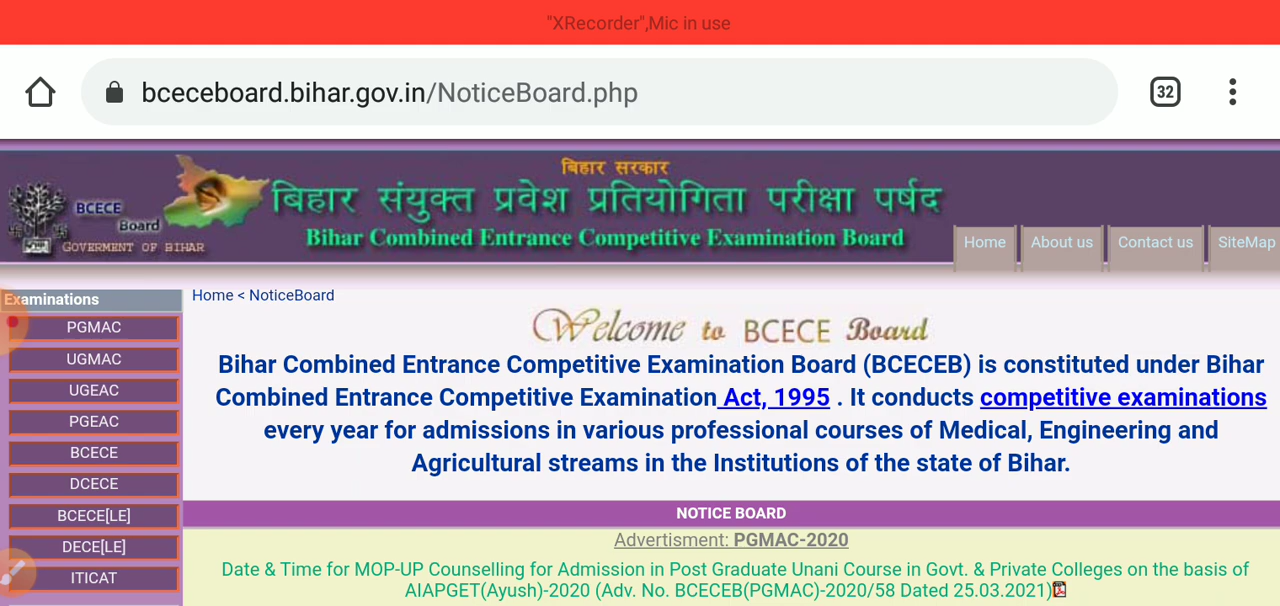 "XRecorder",Mic in use
bceceboard.bihar.gov.in/NoticeBoard.php
32
बिहार सरकार
बिहार संयुक्त प्रवेश प्रतियोगिता परीक्षा पर्षद
BCECE
Board
GOVERMENT OF BIHAR
Bihar Combined Entrance Competitive Examination Board
Home
About us
Contact us
SiteMap
Examinations
PGMAC
UGMAC
UGEAC
PGEAC
BCECE
DCECE
BCECE[LE]
DECE[LE]
ITICAT
Home < NoticeBoard
Welcome to BCECE Board
Bihar Combined Entrance Competitive Examination Board (BCECEB) is constituted under Bihar
Combined Entrance Competitive Examination Act, 1995 . It conducts competitive examinations
every year for admissions in various professional courses of Medical, Engineering and
Agricultural streams in the Institutions of the state of Bihar.
NOTICE BOARD
Advertisment: PGMAC-2020
Date & Time for MOP-UP Counselling for Admission in Post Graduate Unani Course in Govt. & Private Colleges on the basis of
AIAPGET(Ayush)-2020 (Adv. No. BCECEB(PGMAC)-2020/58 Dated 25.03.2021)